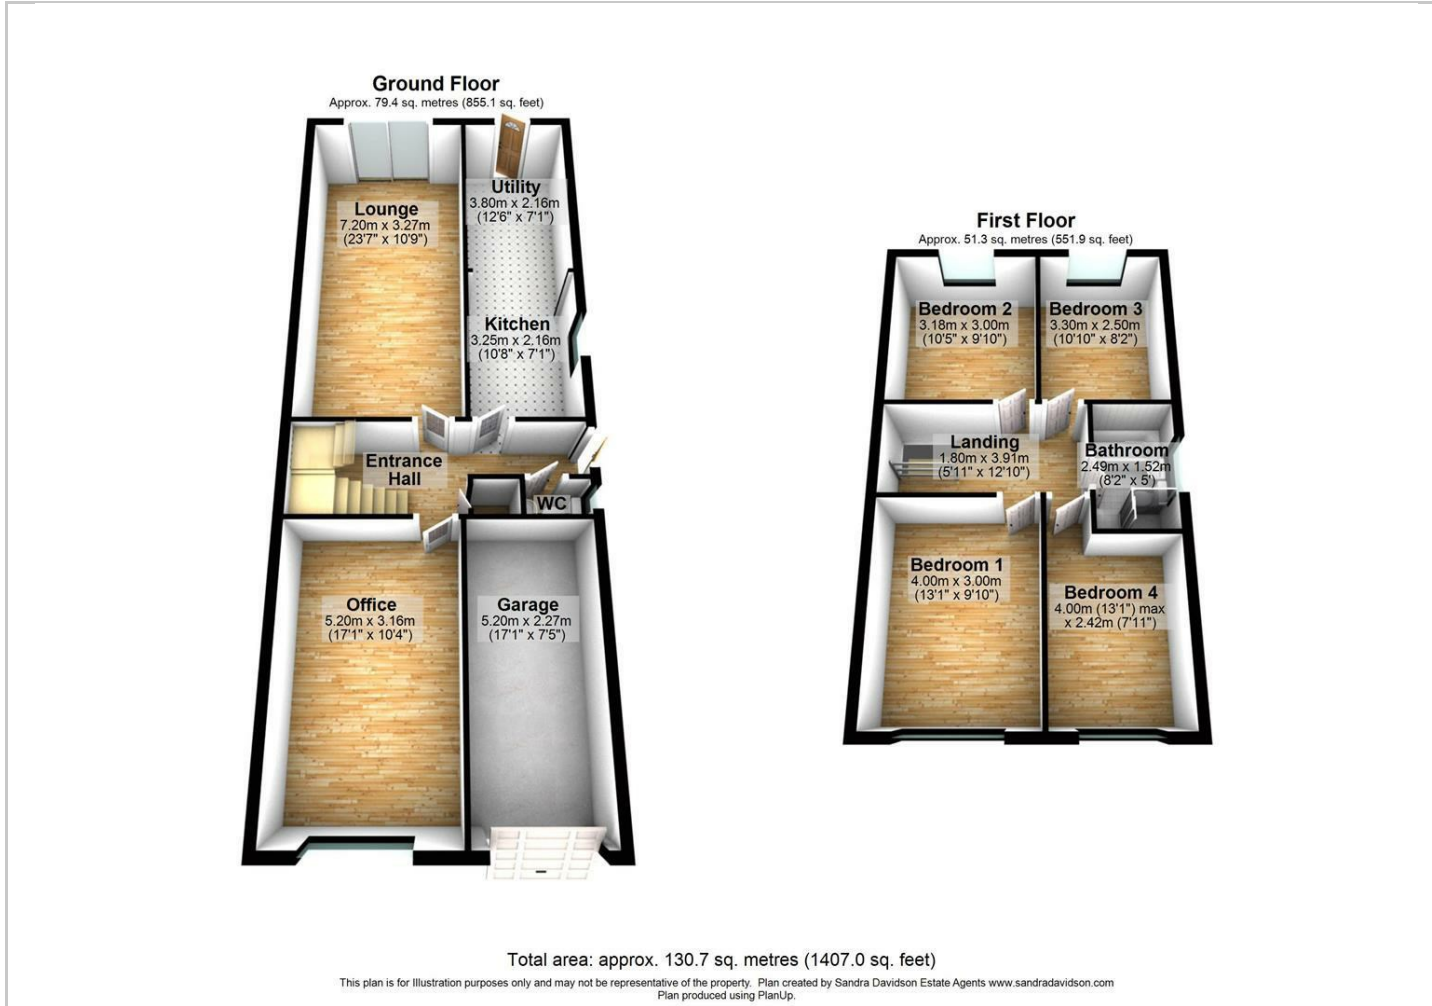 Ground Floor
Approx. 79.4 sq. metres (855.1 sq. feet)
Lounge
7.20m x 3.27m
(23'7" x 10'9")
Utility
3.80m x 2.16m
(12'6" x 7'1")
Kitchen
3.25m x 2.16m
(10'8" x 7'1")
Entrance
Hall
WC
Office
5.20m x 3.16m
(17'1" x 10'4")
Garage
5.20m x 2.27m
(17'1" x 7'5")
First Floor
Approx. 51.3 sq. metres (551.9 sq. feet)
Bedroom 2
3.18m x 3.00m
(10'5" x 9'10")
Bedroom 3
3.30m x 2.50m
(10'10" x 8'2")
Landing
1.80m x 3.91m
(5'11" x 12'10")
Bathroom
2.49m x 1.52m
(8'2" x 5')
Bedroom 1
4.00m x 3.00m
(13'1" x 9'10")
Bedroom 4
4.00m (13'1") max
x 2.42m (7'11")
Total area: approx. 130.7 sq. metres (1407.0 sq. feet)
This plan is for Illustration purposes only and may not be representative of the property. Plan created by Sandra Davidson Estate Agents www.sandradavidson.com
Plan produced using PlanUp.